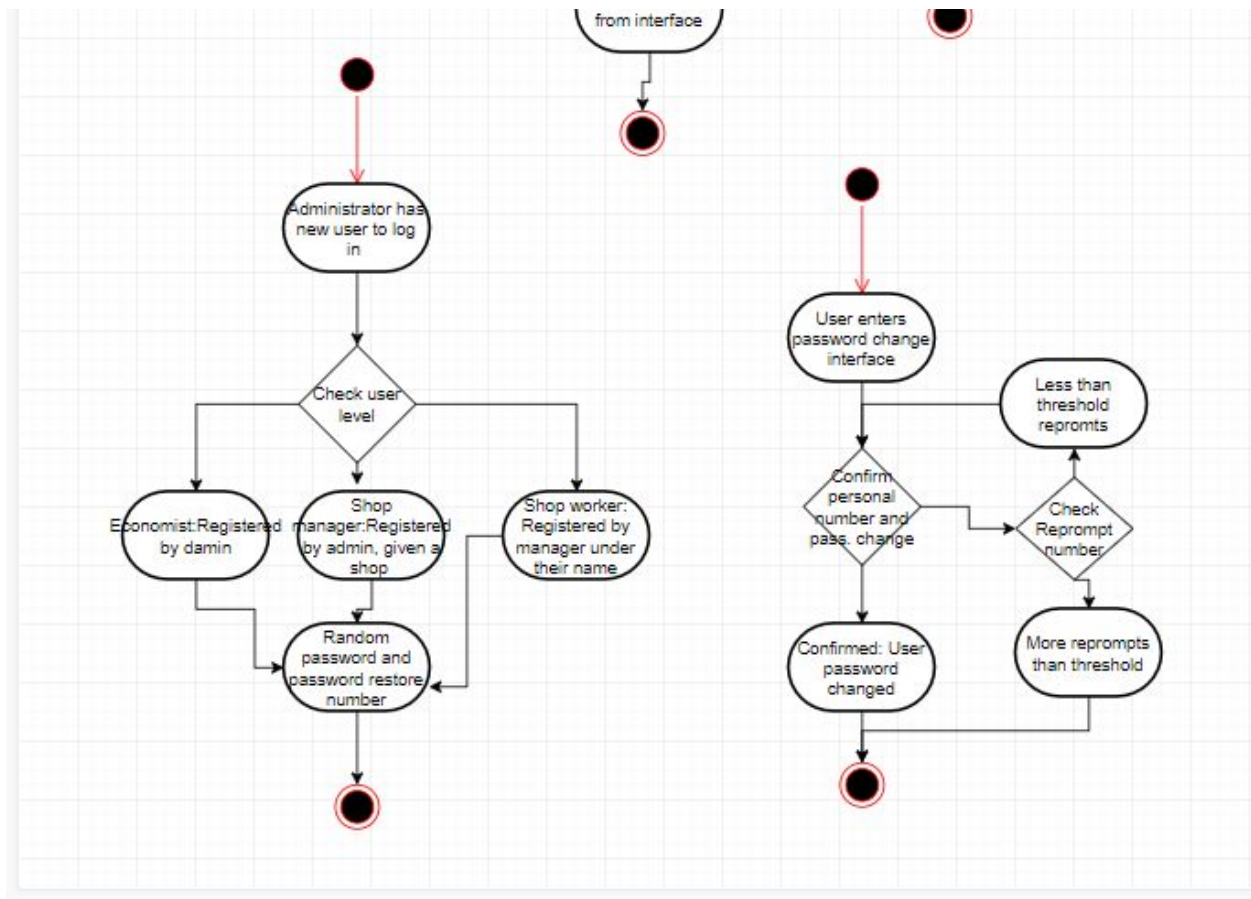 from interface
Administrator has
new user to log
in
Check user
level
Economist:Registered
by damin
Shop
manager:Registered
by admin, given a
shop
Shop worker:
Registered by
manager under
their name
Random
password and
password restore
number
User enters
password change
interface
Less than
threshold
repromts
Confirm
personal
number and
pass. change
Check
Reprompt
number
Confirmed: User
password
changed
More reprompts
than threshold